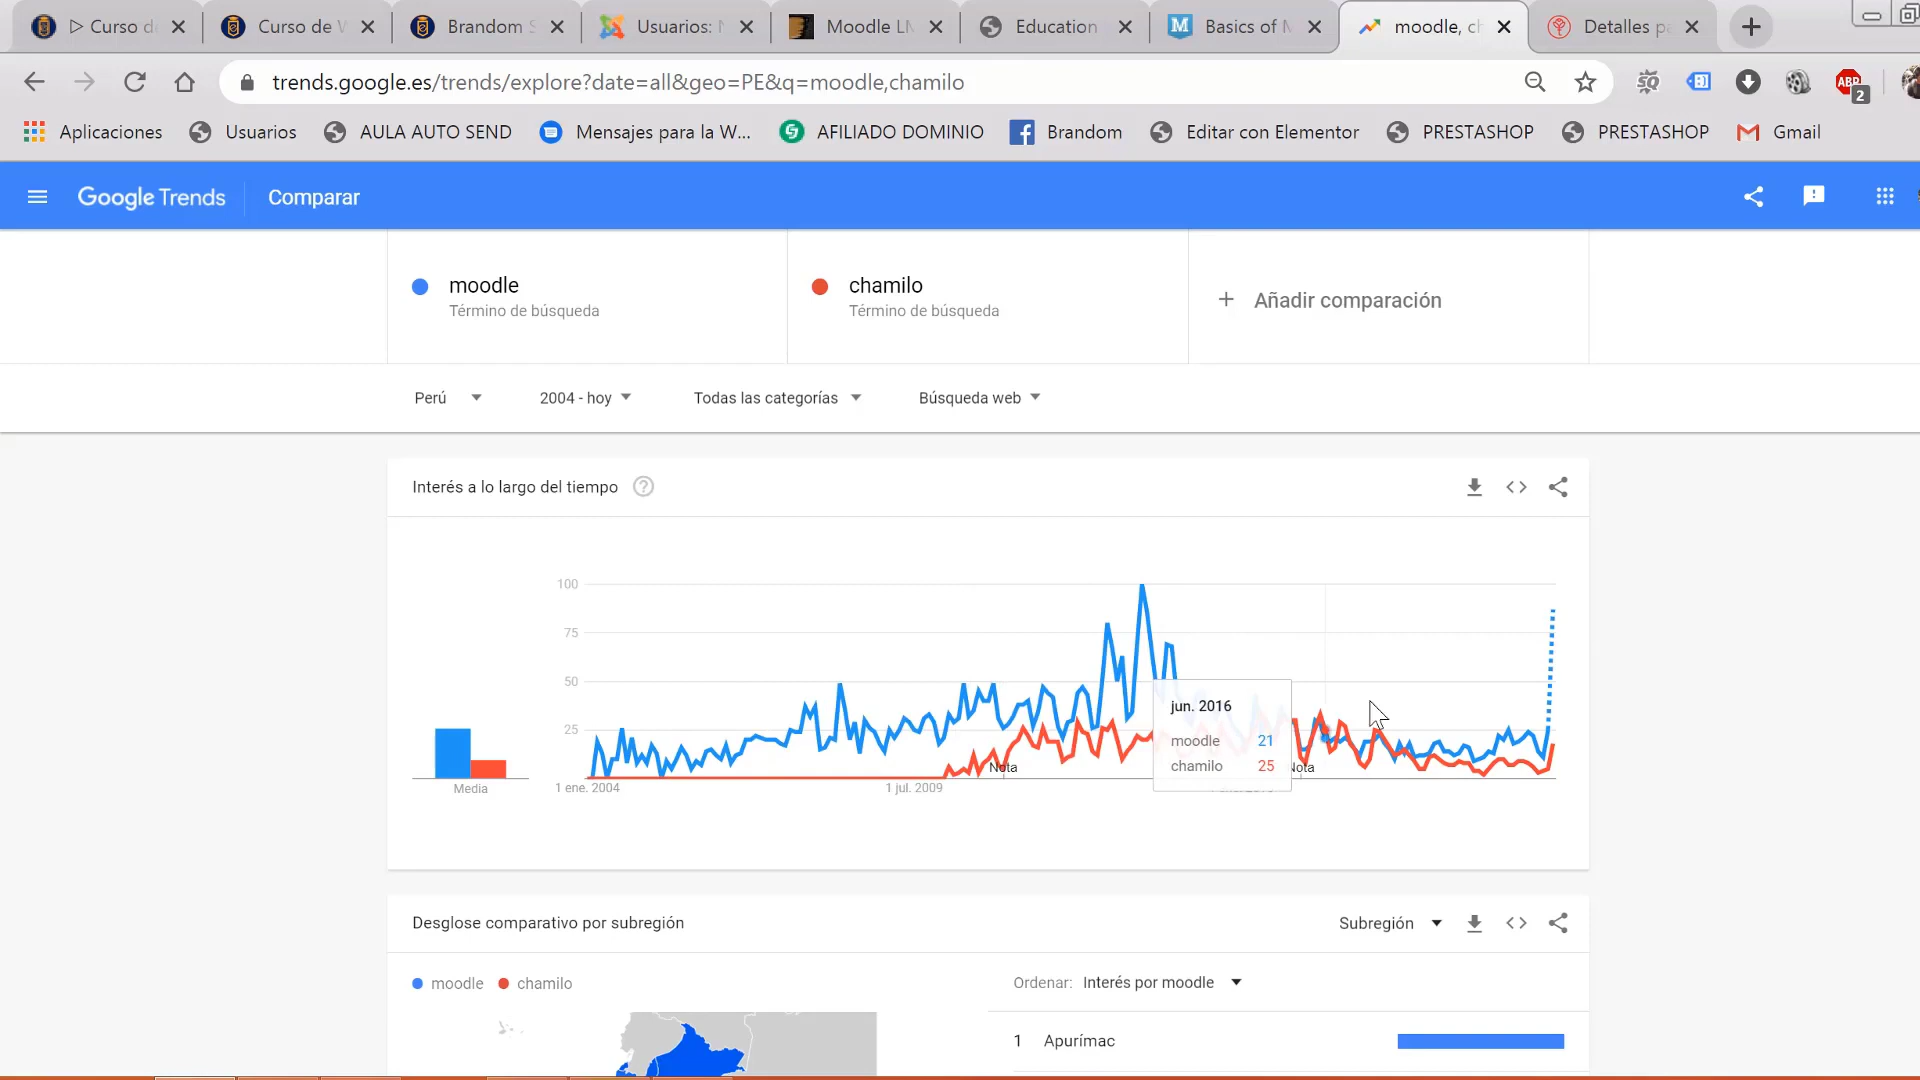 ▷ Curso d
Curso de V
Brandom S
Usuarios: N
Moodle LM
Education
Basics of M
moodle, ch
Detalles pa
trends.google.es/trends/explore?date=all&geo=PE&q=moodle,chamilo
ABP
2
Aplicaciones
Usuarios
AULA AUTO SEND
Mensajes para la W...
AFILIADO DOMINIO
Brandom
Editar con Elementor
PRESTASHOP
PRESTASHOP
Gmail
Google Trends
Comparar
moodle
Término de búsqueda
chamilo
Término de búsqueda
+ Añadir comparación
Perú
2004 - hoy
Todas las categorías
Búsqueda web
Interés a lo largo del tiempo
100
75
50
25
Media
1 ene. 2004
1 jul. 2009
Nota
Nota
jun. 2016
moodle 21
chamilo 25
Desglose comparativo por subregión
Subregión
moodle
chamilo
Ordenar: Interés por moodle
1 Apurímac